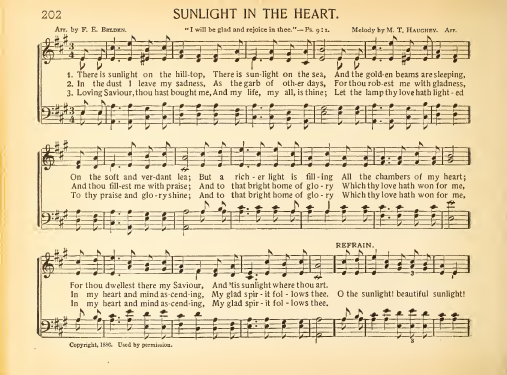 202 SUNLIGHT IN THE HEART.
Arr. by F. E. BELDEN. "I will be glad and rejoice in thee."—Ps. 9:2. Melody by M. T. HAUGHEY. Arr.
1. There is sunlight on the hill-top, There is sun-light on the sea, And the gold-en beams are sleeping,
2. In the dust I leave my sadness, As the garb of oth-er days, For thou rob-est me with gladness,
3. Loving Saviour, thou hast bought me, And my life, my all, is thine; Let the lamp thy love hath light-ed
On the soft and ver-dant lea; But a rich-er light is fill-ing All the chambers of my heart;
And thou fill-est me with praise; And to that bright home of glo-ry Which thy love hath won for me,
To thy praise and glo-ry shine; And to that bright home of glo-ry Which thy love hath won for me,
REFRAIN.
For thou dwellest there my Saviour, And 'tis sunlight where thou art.
In my heart and mind as-cend-ing, My glad spir-it fol-lows thee. O the sunlight! beautiful sunlight!
In my heart and mind as-cend-ing, My glad spir-it fol-lows thee.
Copyright, 1886. Used by permission.